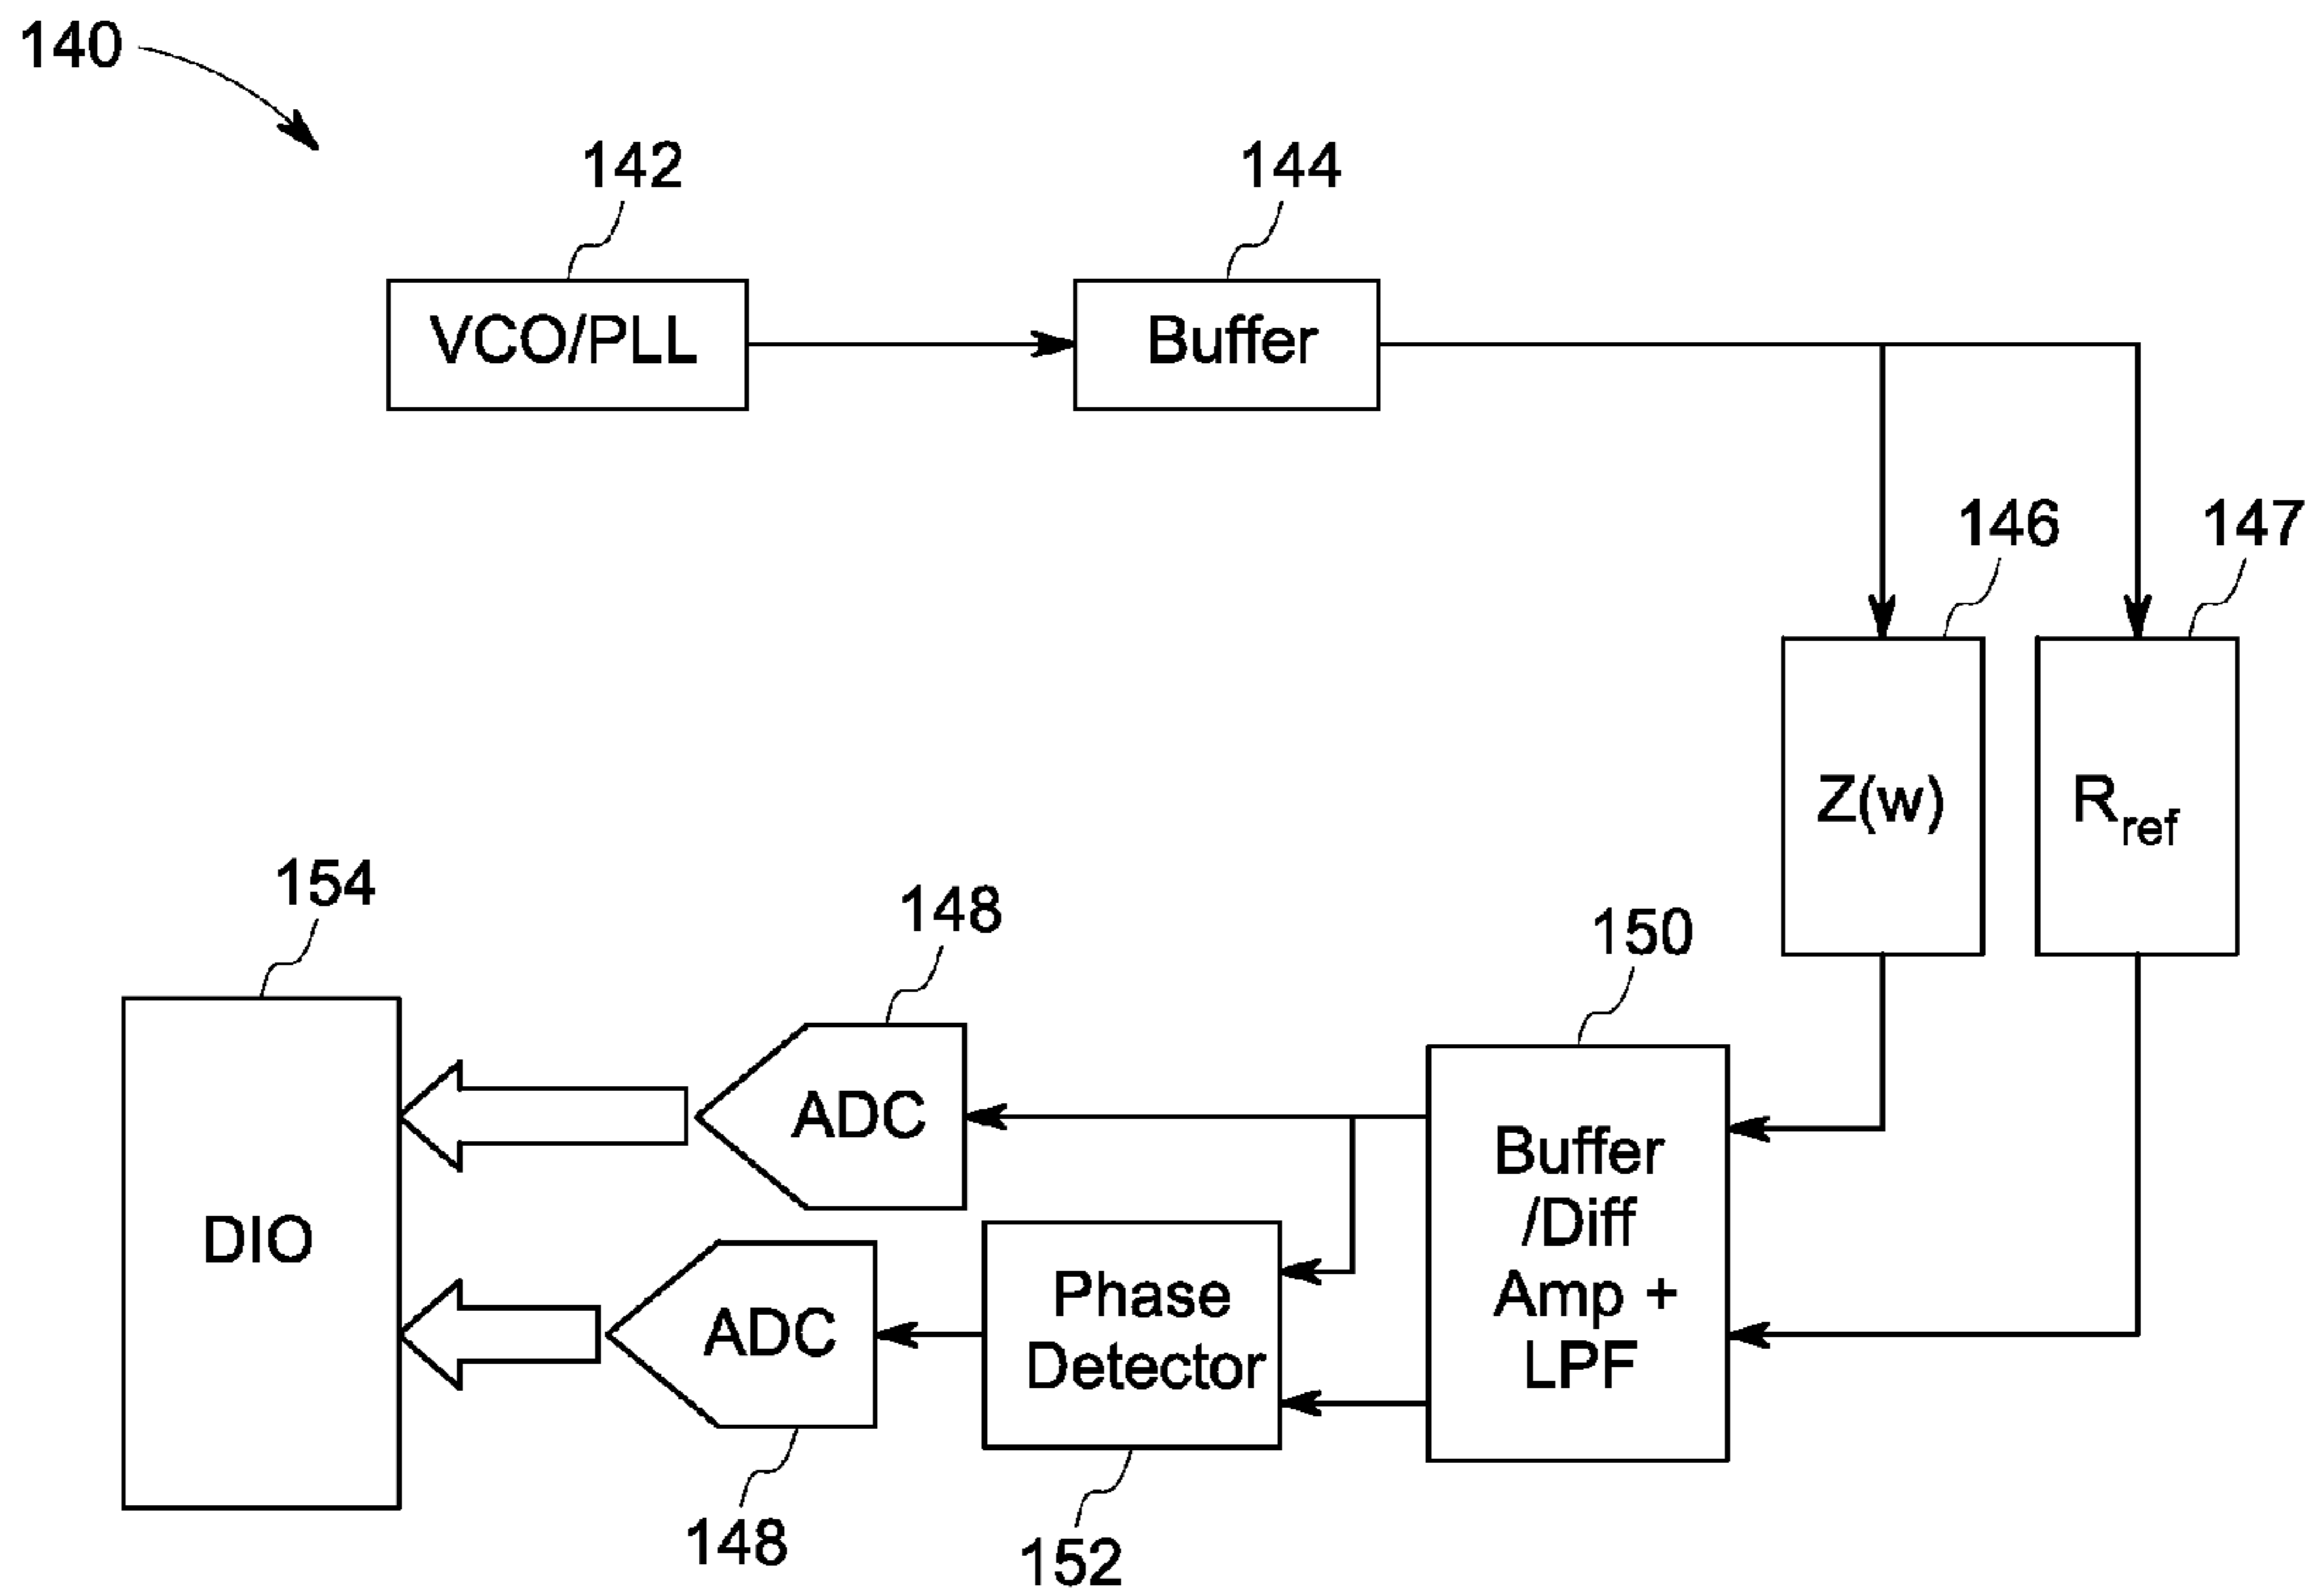 140
142
144
VCO/PLL
Buffer
146
147
Z(w)
R_ref
154
148
150
ADC
Buffer
/Diff
Amp +
LPF
DIO
Phase
Detector
ADC
148
152